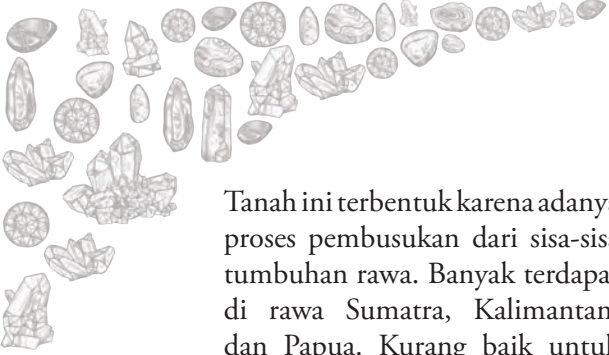 Tanah ini terbentuk karena adanya
proses pembusukan dari sisa-sisa
tumbuhan rawa. Banyak terdapat
di rawa Sumatra, Kalimantan,
dan Papua. Kurang baik untuk